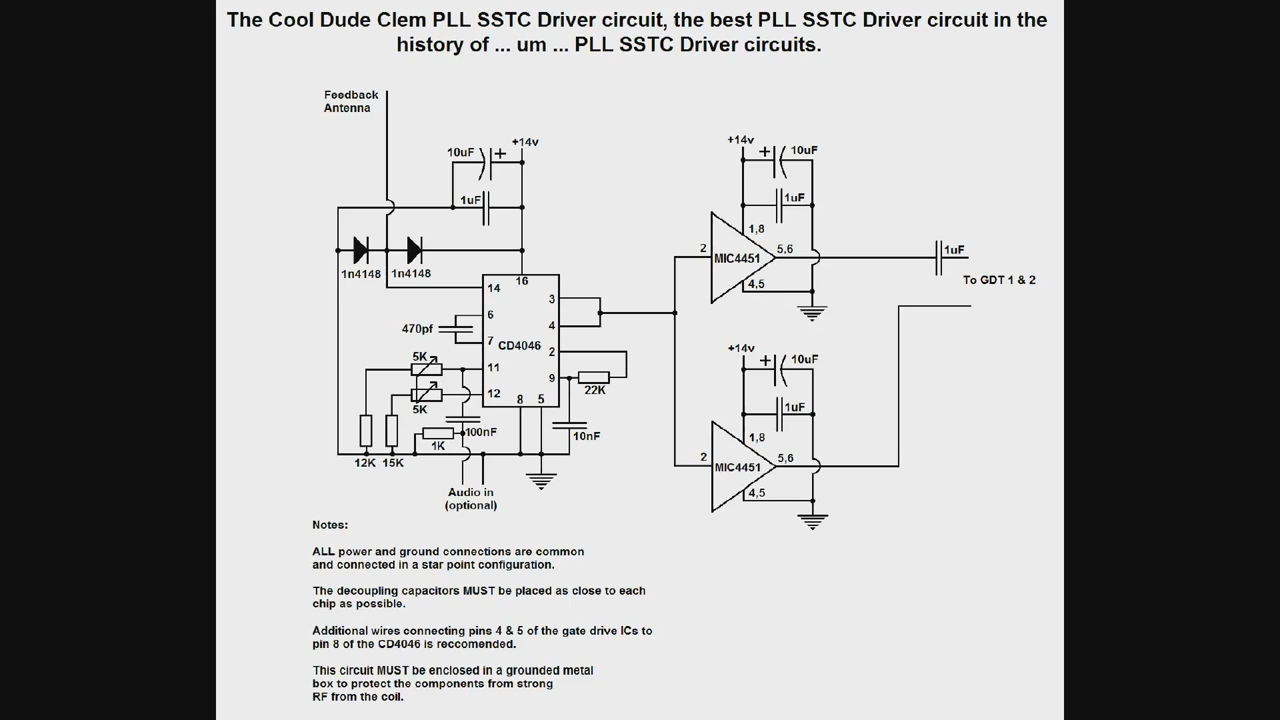 The Cool Dude Clem PLL SSTC Driver circuit, the best PLL SSTC Driver circuit in the
history of ... um ... PLL SSTC Driver circuits.
Feedback
Antenna
10uF
+
+14v
1uF
1n4148
1n4148
16
14
6
470pf
7
CD4046
3
4
2
9
22K
5K
11
5K
12
8
5
100nF
10nF
1K
12K
15K
Audio in
(optional)
+14v
+
10uF
1uF
1,8
2
MIC4451
5,6
4,5
1uF
To GDT 1 & 2
+14v
+
10uF
1uF
1,8
2
MIC4451
5,6
4,5
Notes:
ALL power and ground connections are common
and connected in a star point configuration.
The decoupling capacitors MUST be placed as close to each
chip as possible.
Additional wires connecting pins 4 & 5 of the gate drive ICs to
pin 8 of the CD4046 is reccomended.
This circuit MUST be enclosed in a grounded metal
box to protect the components from strong
RF from the coil.